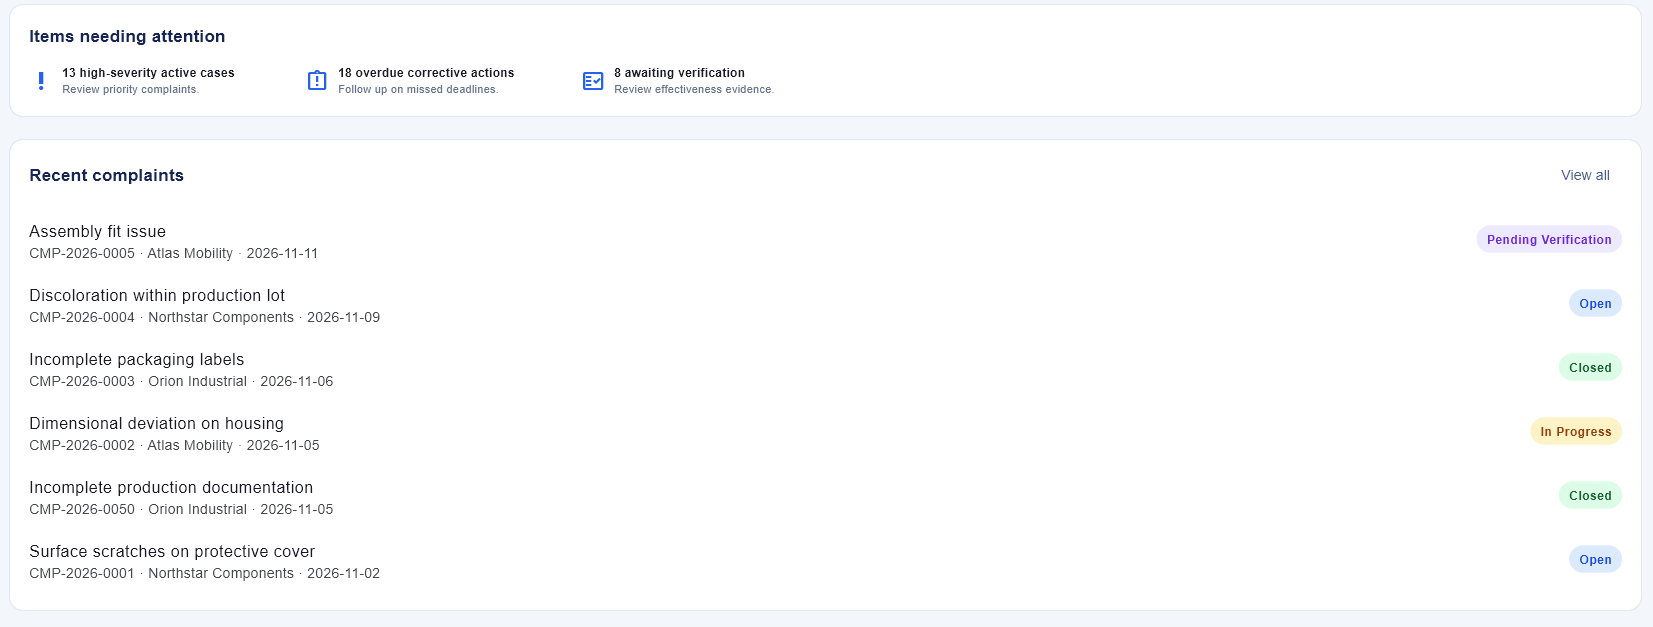 Items needing attention
13 high-severity active cases
Review priority complaints.
18 overdue corrective actions
Follow up on missed deadlines.
8 awaiting verification
Review effectiveness evidence.
Recent complaints
View all
Assembly fit issue
CMP-2026-0005 · Atlas Mobility · 2026-11-11
Pending Verification
Discoloration within production lot
CMP-2026-0004 · Northstar Components · 2026-11-09
Open
Incomplete packaging labels
CMP-2026-0003 · Orion Industrial · 2026-11-06
Closed
Dimensional deviation on housing
CMP-2026-0002 · Atlas Mobility · 2026-11-05
In Progress
Incomplete production documentation
CMP-2026-0050 · Orion Industrial · 2026-11-05
Closed
Surface scratches on protective cover
CMP-2026-0001 · Northstar Components · 2026-11-02
Open